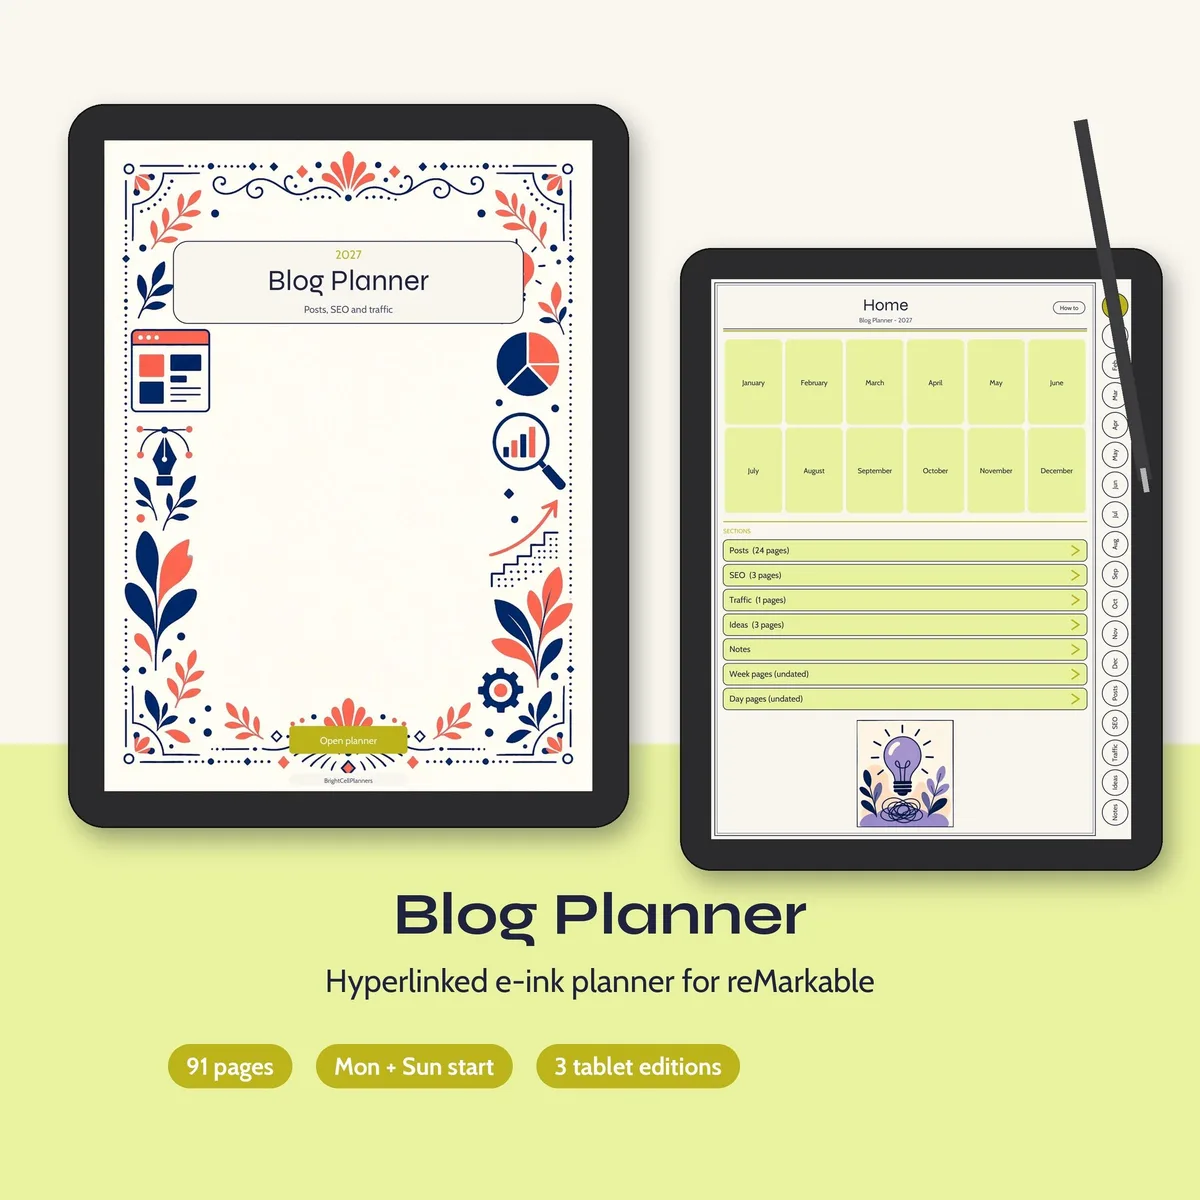 2027
Blog Planner
Posts, SEO and traffic
Open planner
BrightCellPlanners
Home
Blog Planner - 2027
How to
January
February
March
April
May
June
July
August
September
October
November
December
SECTIONS
Posts (24 pages)
SEO (3 pages)
Traffic (1 pages)
Ideas (3 pages)
Notes
Week pages (undated)
Day pages (undated)
Feb
Mar
Apr
May
Jun
Jul
Aug
Sep
Oct
Nov
Dec
Posts
SEO
Traffic
Ideas
Notes
Blog Planner
Hyperlinked e-ink planner for reMarkable
91 pages
Mon + Sun start
3 tablet editions